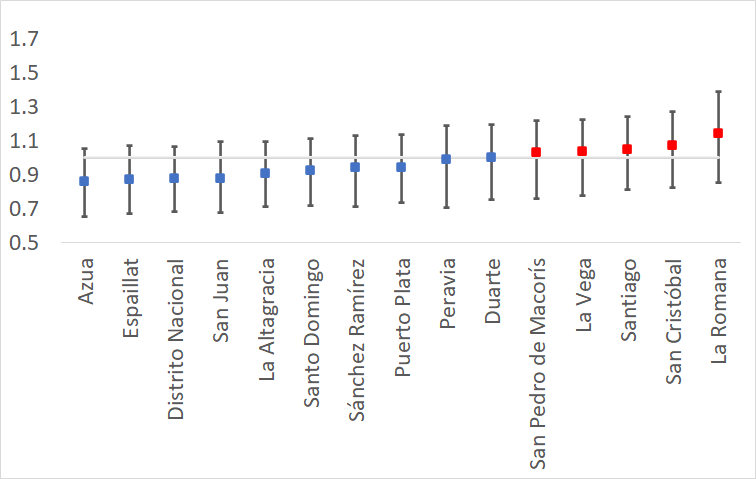 1.7
1.5
1.3
1.1
0.9
0.7
0.5
Azua
Espaillat
Distrito Nacional
San Juan
La Altagracia
Santo Domingo
Sánchez Ramírez
Puerto Plata
Peravia
Duarte
San Pedro de Macorís
La Vega
Santiago
San Cristóbal
La Romana